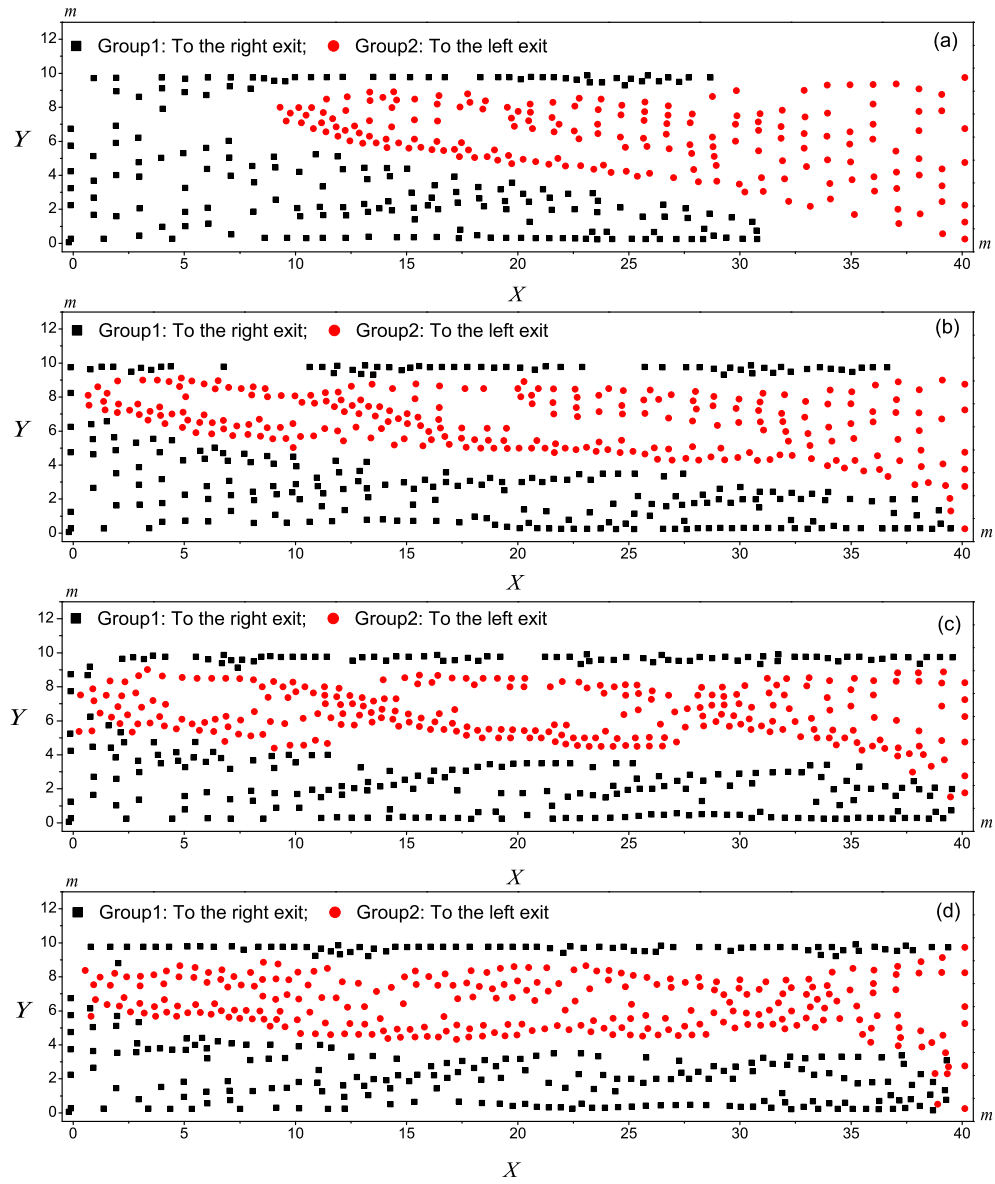 m
Group1: To the right exit; Group2: To the left exit (a)
12
10
8
6
4
2
0
Y
0 5 10 15 20 25 30 35 40
m
X
m
Group1: To the right exit; Group2: To the left exit (b)
12
10
8
6
4
2
0
Y
0 5 10 15 20 25 30 35 40
m
X
m
Group1: To the right exit; Group2: To the left exit (c)
12
10
8
6
4
2
0
Y
0 5 10 15 20 25 30 35 40
m
X
m
Group1: To the right exit; Group2: To the left exit (d)
12
10
8
6
4
2
0
Y
0 5 10 15 20 25 30 35 40
m
X